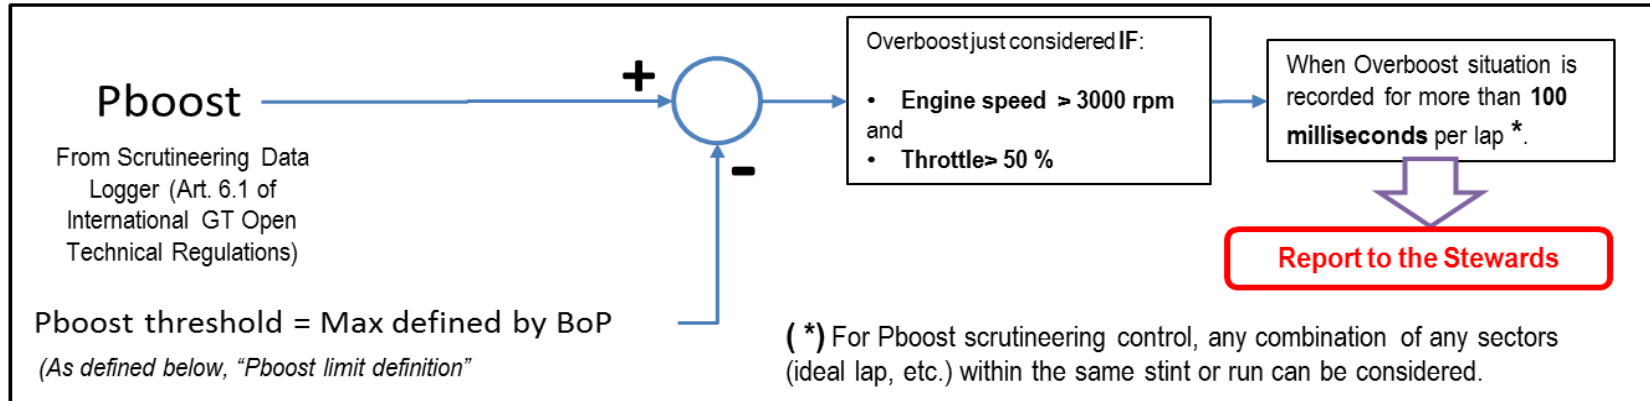 Pboost
From Scrutineering Data
Logger (Art. 6.1 of
International GT Open
Technical Regulations)
+
-
Pboost threshold = Max defined by BoP
(As defined below, “Pboost limit definition”
Overboost just considered IF:
• Engine speed > 3000 rpm
and
• Throttle> 50 %
When Overboost situation is
recorded for more than 100
milliseconds per lap *.
Report to the Stewards
( *) For Pboost scrutineering control, any combination of any sectors
(ideal lap, etc.) within the same stint or run can be considered.